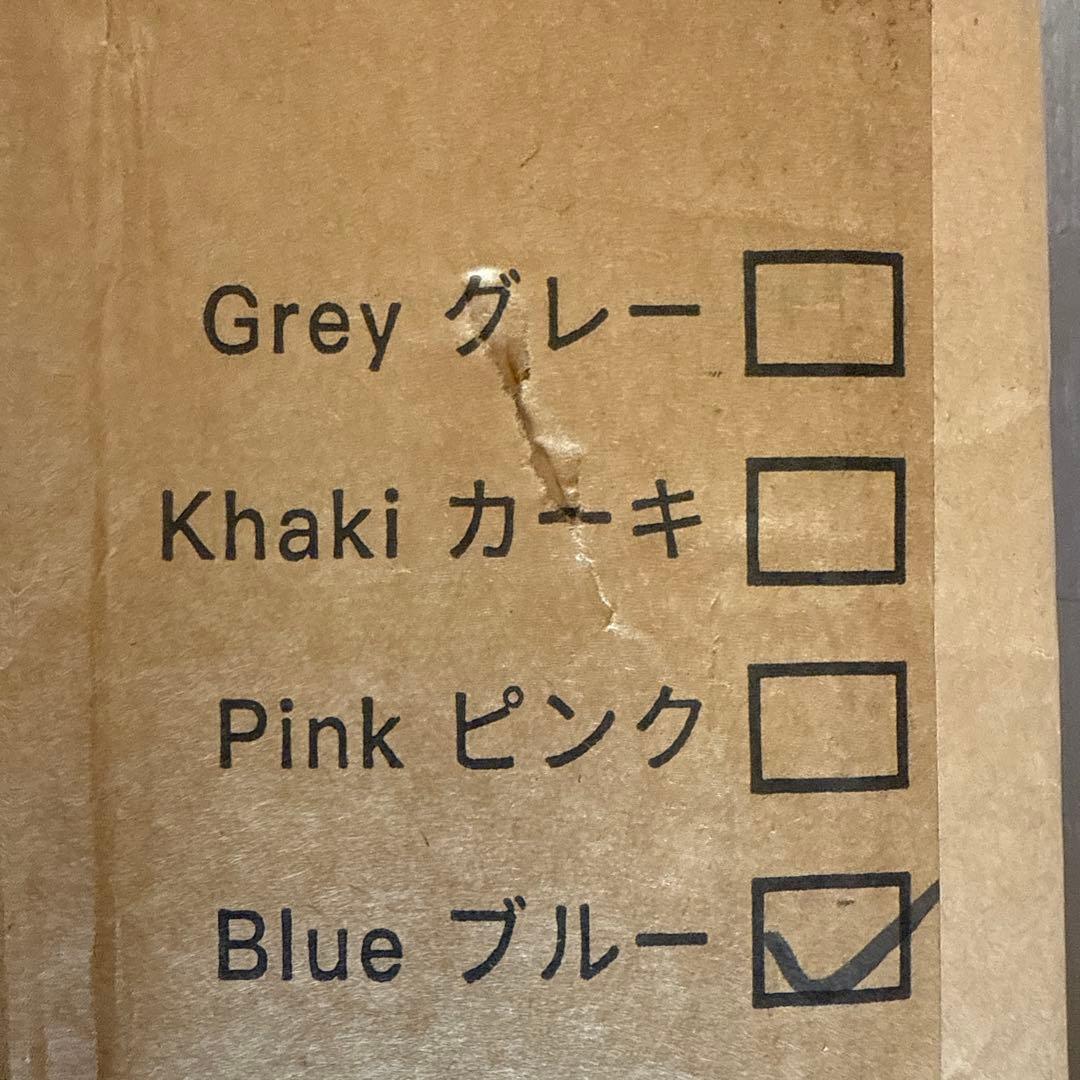 Grey グレー
Khaki カーキ
Pink ピンク
Blue ブルー